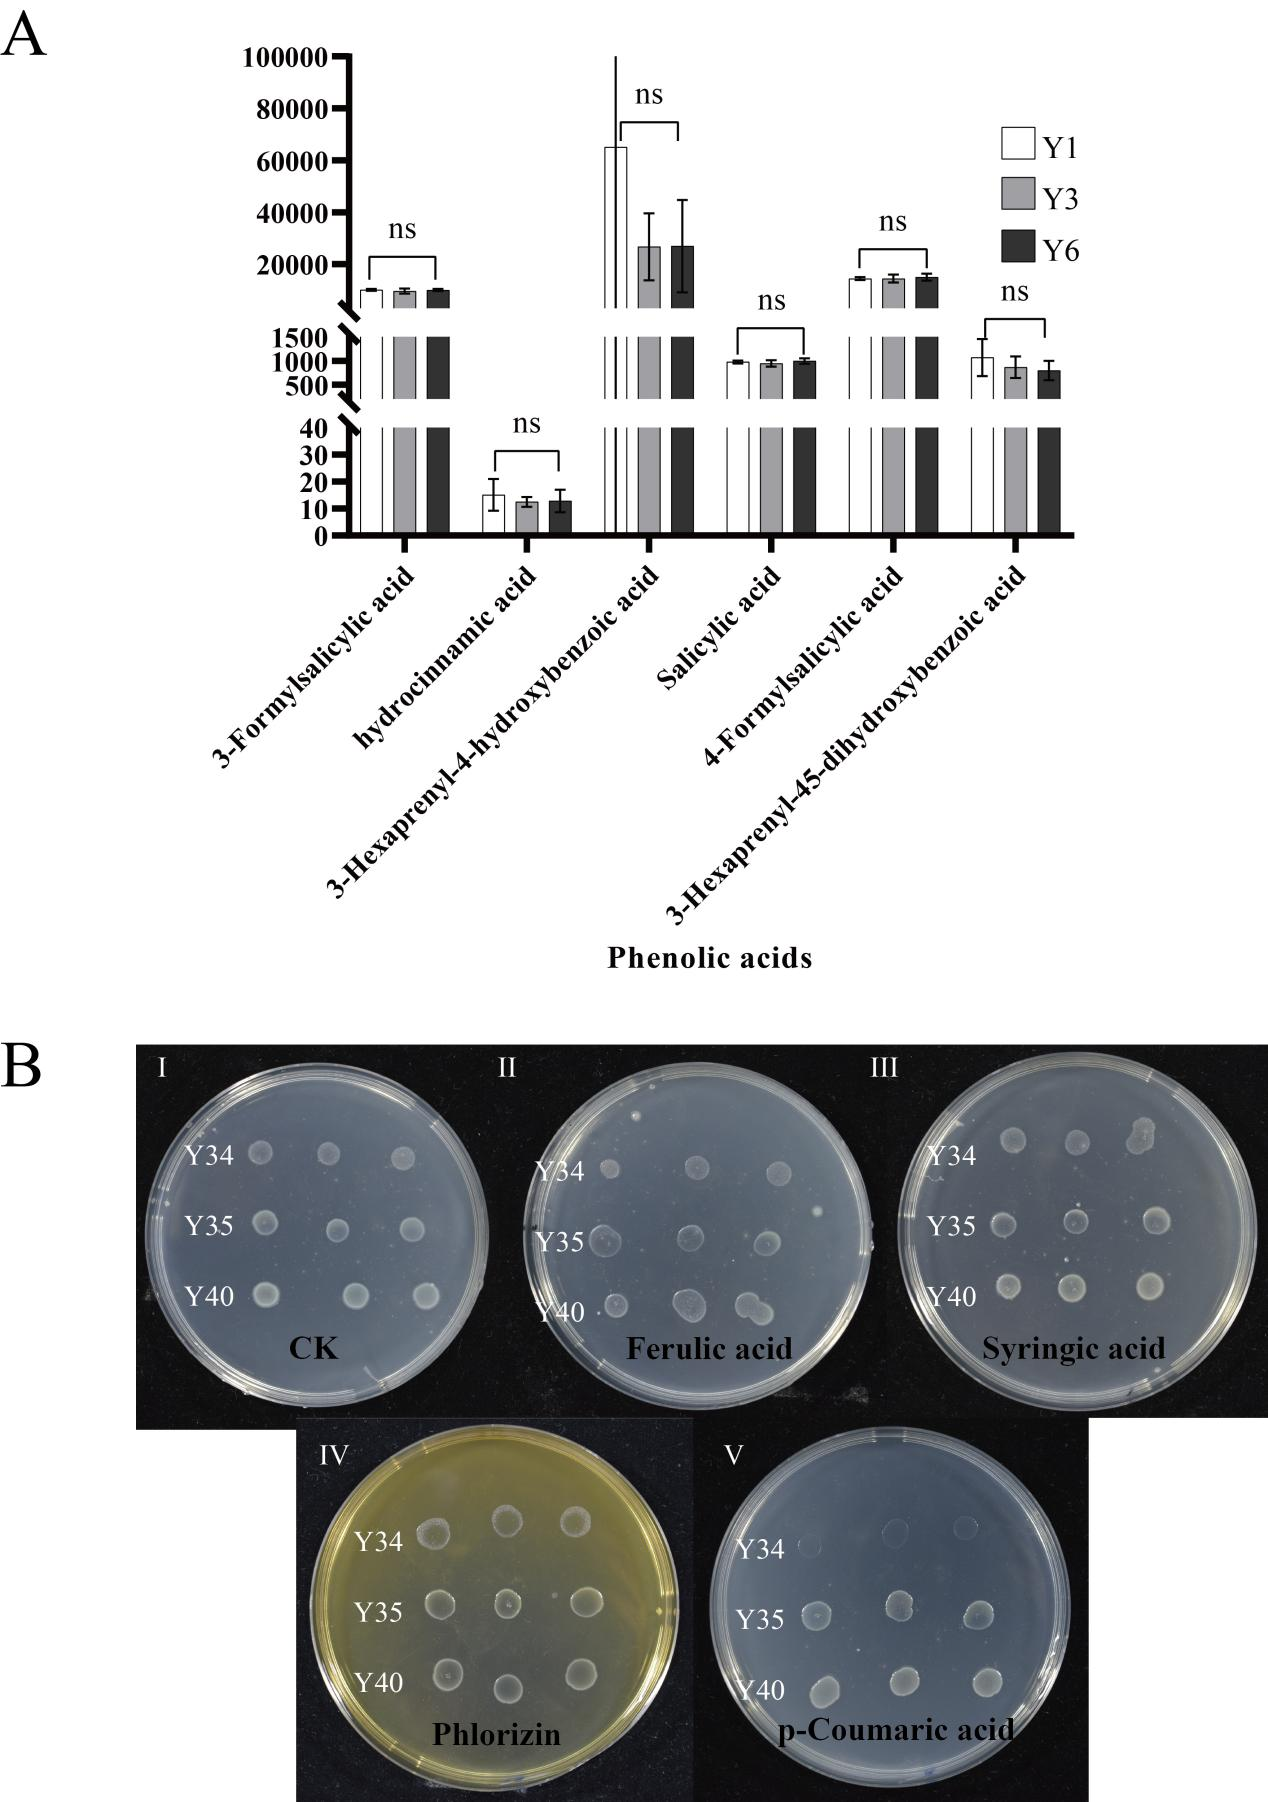 A
100000
80000
60000
40000
20000
1500
1000
500
40
30
20
10
0
ns
ns
ns
ns
ns
ns
Y1
Y3
Y6
3-Formylsalicylic acid
hydrocinnamic acid
3-Hexaprenyl-4-hydroxybenzoic acid
Salicylic acid
4-Formylsalicylic acid
3-Hexaprenyl-45-dihydroxybenzoic acid
Phenolic acids
B
I
Y34
Y35
Y40
CK
II
Y34
Y35
Y40
Ferulic acid
III
Y34
Y35
Y40
Syringic acid
IV
Y34
Y35
Y40
Phlorizin
V
Y34
Y35
Y40
p-Coumaric acid